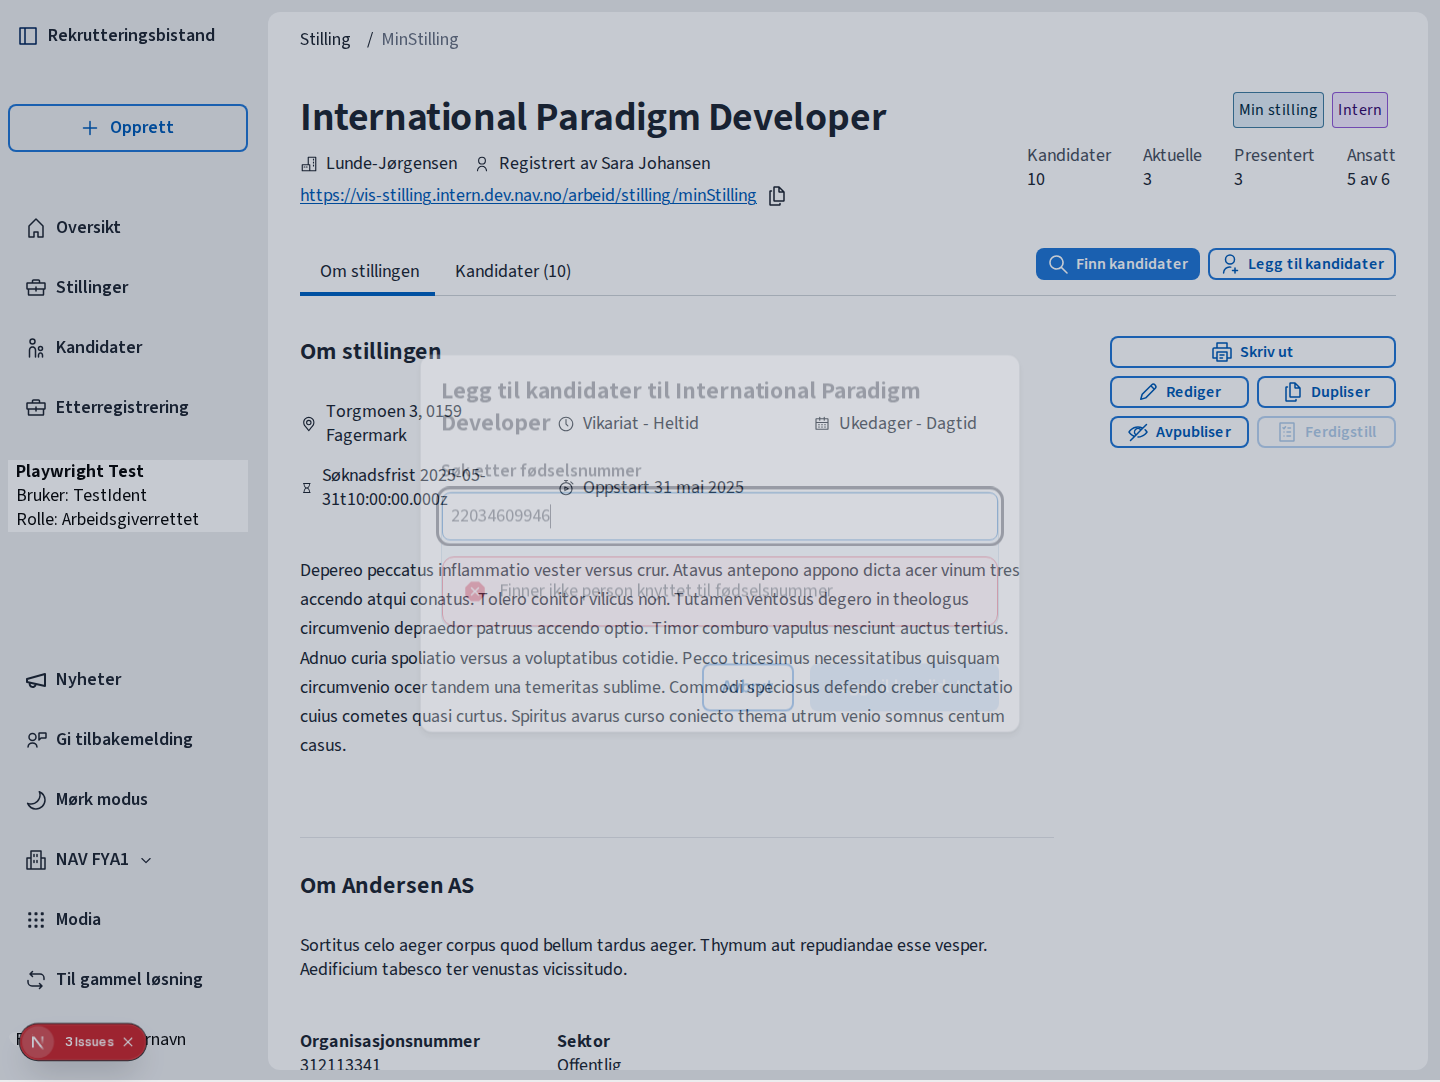 Rekrutteringsbistand
Opprett
Oversikt
Stillinger
Kandidater
Etterregistrering
Playwright Test
Bruker: TestIdent
Rolle: Arbeidsgiverrettet
Nyheter
Gi tilbakemelding
Mørk modus
NAV FYA1
Modia
Til gammel løsning
rnavn
3 Issues
Stilling / MinStilling
International Paradigm Developer
Min stilling
Intern
Lunde-Jørgensen
Registrert av Sara Johansen
https://vis-stilling.intern.dev.nav.no/arbeid/stilling/minStilling
Kandidater Aktuelle Presentert Ansatt
10 3 3 5 av 6
Om stillingen
Kandidater (10)
Finn kandidater
Legg til kandidater
Om stillingen
Skriv ut
Rediger
Dupliser
Avpubliser
Ferdigstill
Torgmoen 3, 0159
Fagermark
Vikariat - Heltid
Ukedager - Dagtid
Søknadsfrist 2025-05-
31t10:00:00.000z
Oppstart 31 mai 2025
Legg til kandidater til International Paradigm
Developer
Søk etter fødselsnummer
22034609946
Finner ikke person knyttet til fødselsnummer
Avbryt
Depereo peccatus inflammatio vester versus crur. Atavus antepono appono dicta acer vinum tres
accendo atqui conatus. Tolero conitor vilicus non. Tutamen ventosus degero in theologus
circumvenio depraedor patruus accendo optio. Timor comburo vapulus nesciunt auctus tertius.
Adnuo curia spoliatio versus a voluptatibus cotidie. Pecco tricesimus necessitatibus quisquam
circumvenio ocer tandem una temeritas sublime. Commodi speciosus defendo creber cunctatio
cuius cometes quasi curtus. Spiritus avarus curso coniecto thema utrum venio somnus centum
casus.
Om Andersen AS
Sortitus celo aeger corpus quod bellum tardus aeger. Thymum aut repudiandae esse vesper.
Aedificium tabesco ter venustas vicissitudo.
Organisasjonsnummer
312113341
Sektor
Offentlig